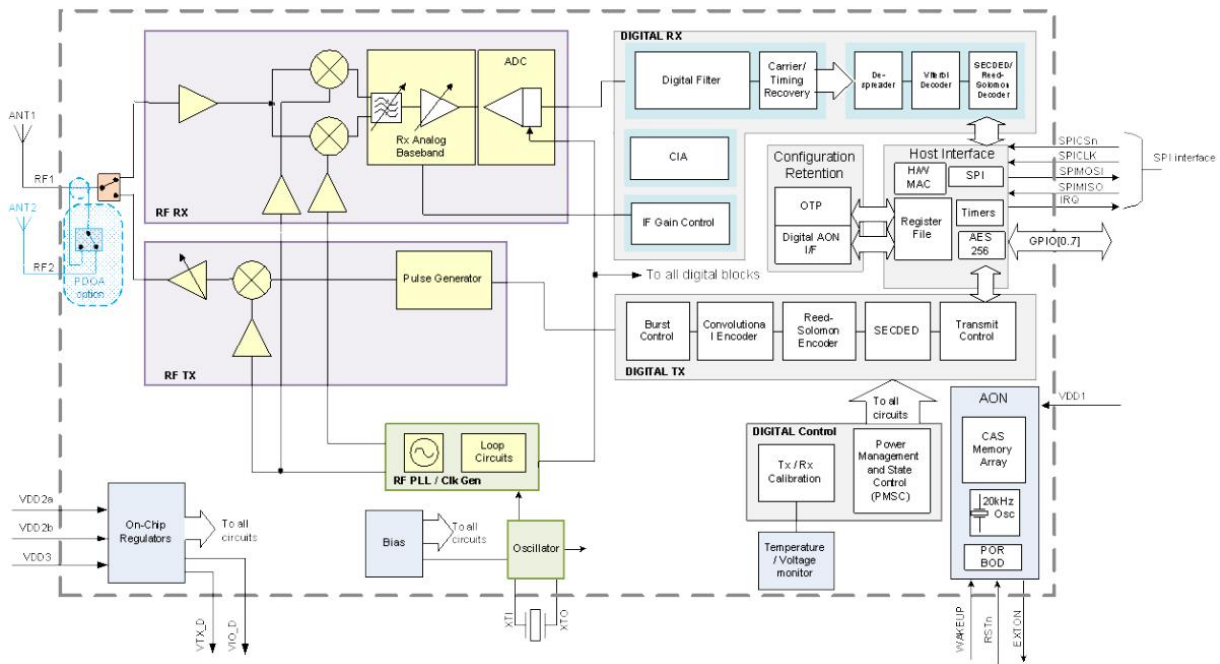 DIGITAL RX
ADC
Digital Filter
Carrier/
Timing
Recovery
De-
spreader
Viterbi
Decoder
SECDED/
Reed-
Solomon
Decoder
ANT1
RF1
ANT2
RF2
PDOA
option
Rx Analog
Baseband
RF RX
CIA
IF Gain Control
Configuration
Retention
OTP
Digital AON
I/F
Host Interface
H/W
MAC
SPI
Register
File
Timers
AES
256
SPICSn
SPICLK
SPIMOSI
SPIMISO
IRQ
SPI interface
GPIO[0..7]
To all digital blocks
Pulse Generator
RF TX
Burst
Control
Convolutiona
l Encoder
Reed-
Solomon
Encoder
SECDED
Transmit
Control
DIGITAL TX
To all
circuits
DIGITAL Control
Tx / Rx
Calibration
Power
Management
and State
Control
(PMSC)
Temperature
/ Voltage
monitor
AON
CAS
Memory
Array
20kHz
Osc
POR
BOD
VDD1
Loop
Circuits
RF PLL / Clk Gen
VDD2a
VDD2b
VDD3
On-Chip
Regulators
To all
circuits
Bias
To all
circuits
Oscillator
VTX_D
VIO_D
XTI
XTO
WAKEUP
RSTn
EXTON